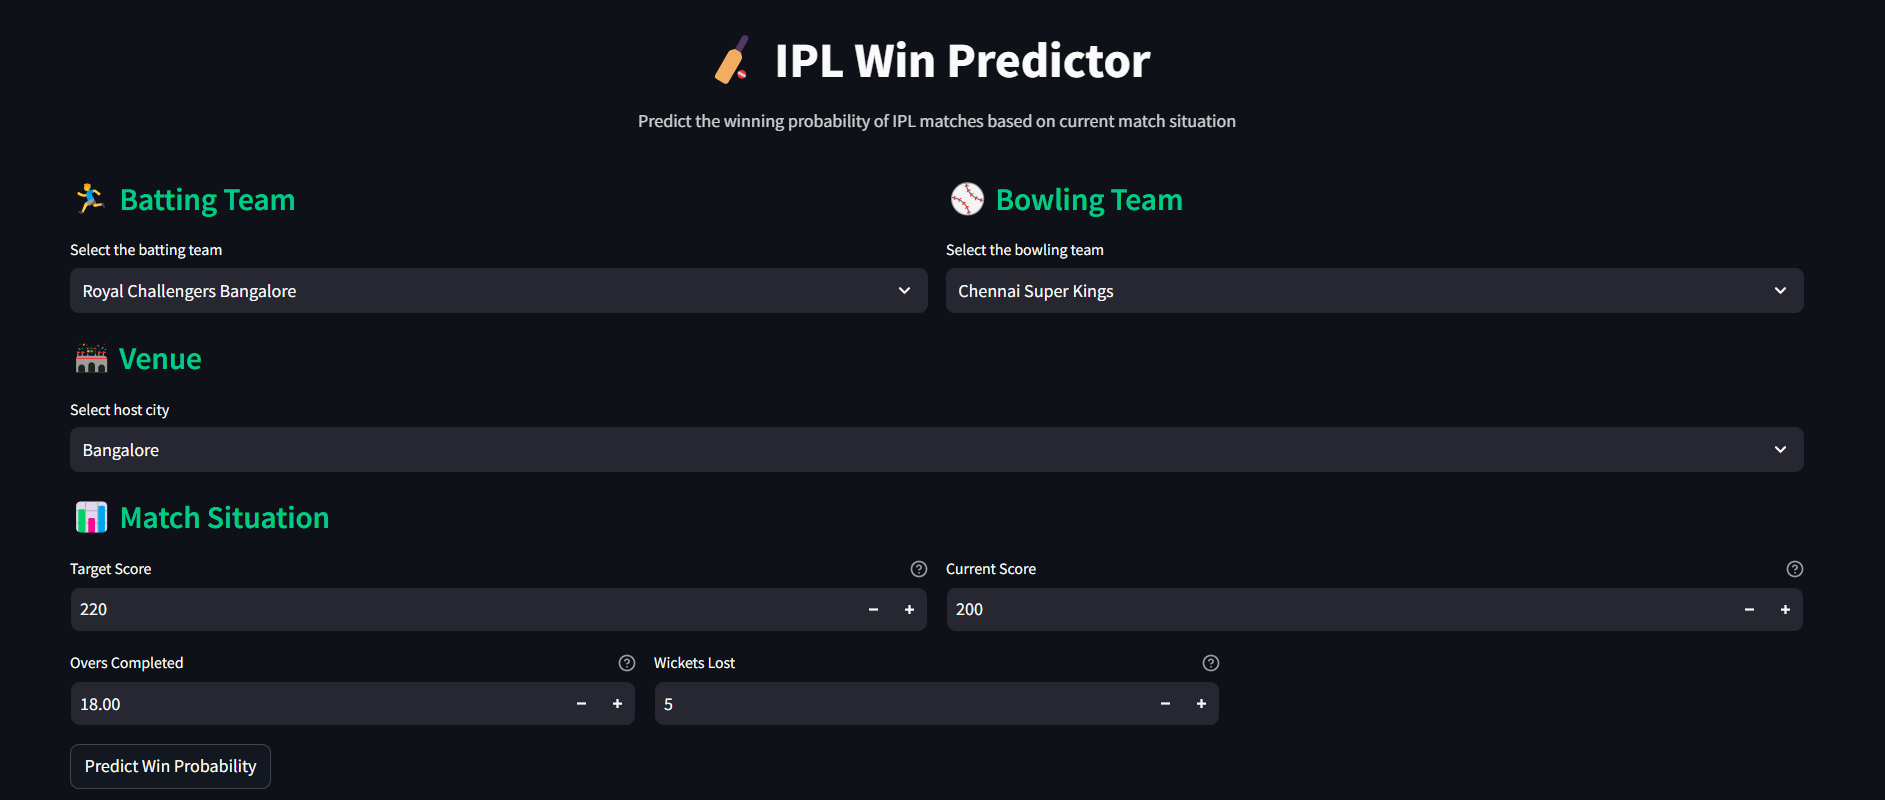 IPL Win Predictor
Predict the winning probability of IPL matches based on current match situation
Batting Team
Bowling Team
Select the batting team
Select the bowling team
Royal Challengers Bangalore
Chennai Super Kings
Venue
Select host city
Bangalore
Match Situation
Target Score
Current Score
220
200
Overs Completed
Wickets Lost
18.00
5
Predict Win Probability